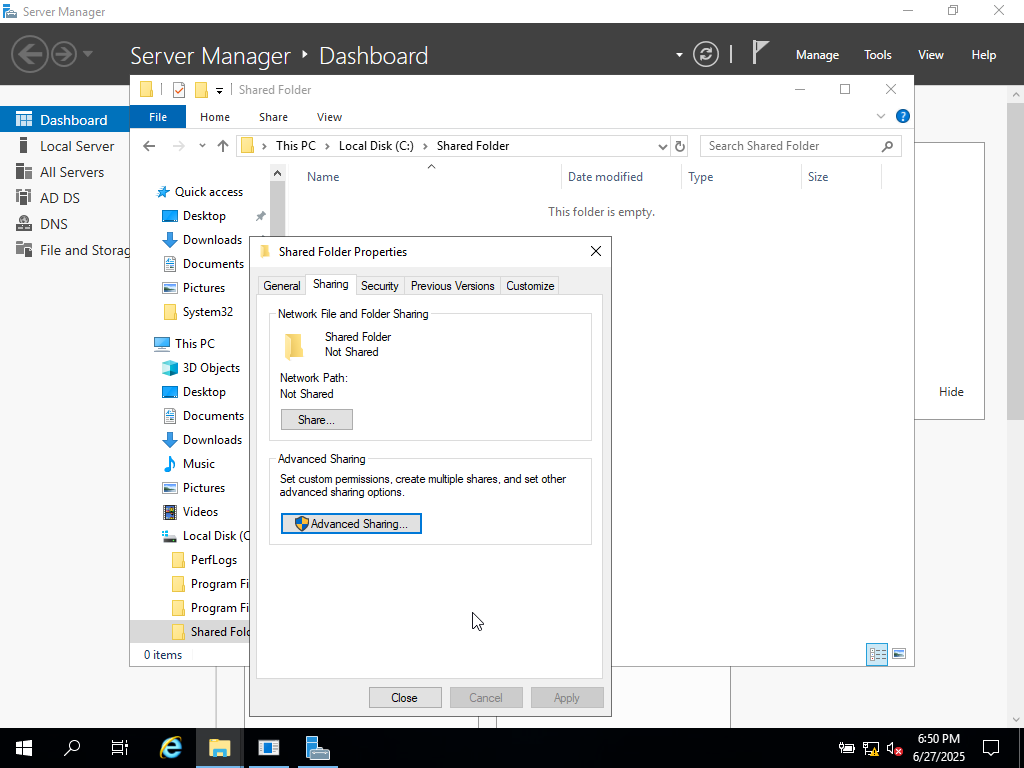 Server Manager
Server Manager
Dashboard
Manage
Tools
View
Help
Dashboard
Local Server
All Servers
AD DS
DNS
File and Storag
Shared Folder
File
Home
Share
View
?
This PC
Local Disk (C:)
Shared Folder
Search Shared Folder
Name
Date modified
Type
Size
This folder is empty.
Quick access
Desktop
Downloads
Documents
Pictures
System32
This PC
3D Objects
Desktop
Documents
Downloads
Music
Pictures
Videos
Local Disk (C
PerfLogs
Program Fi
Program Fi
Shared Fold
0 items
Shared Folder Properties
General
Sharing
Security
Previous Versions
Customize
Network File and Folder Sharing
Shared Folder
Not Shared
Network Path:
Not Shared
Share...
Advanced Sharing
Set custom permissions, create multiple shares, and set other
advanced sharing options.
Advanced Sharing...
Close
Cancel
Apply
Hide
6:50 PM
6/27/2025